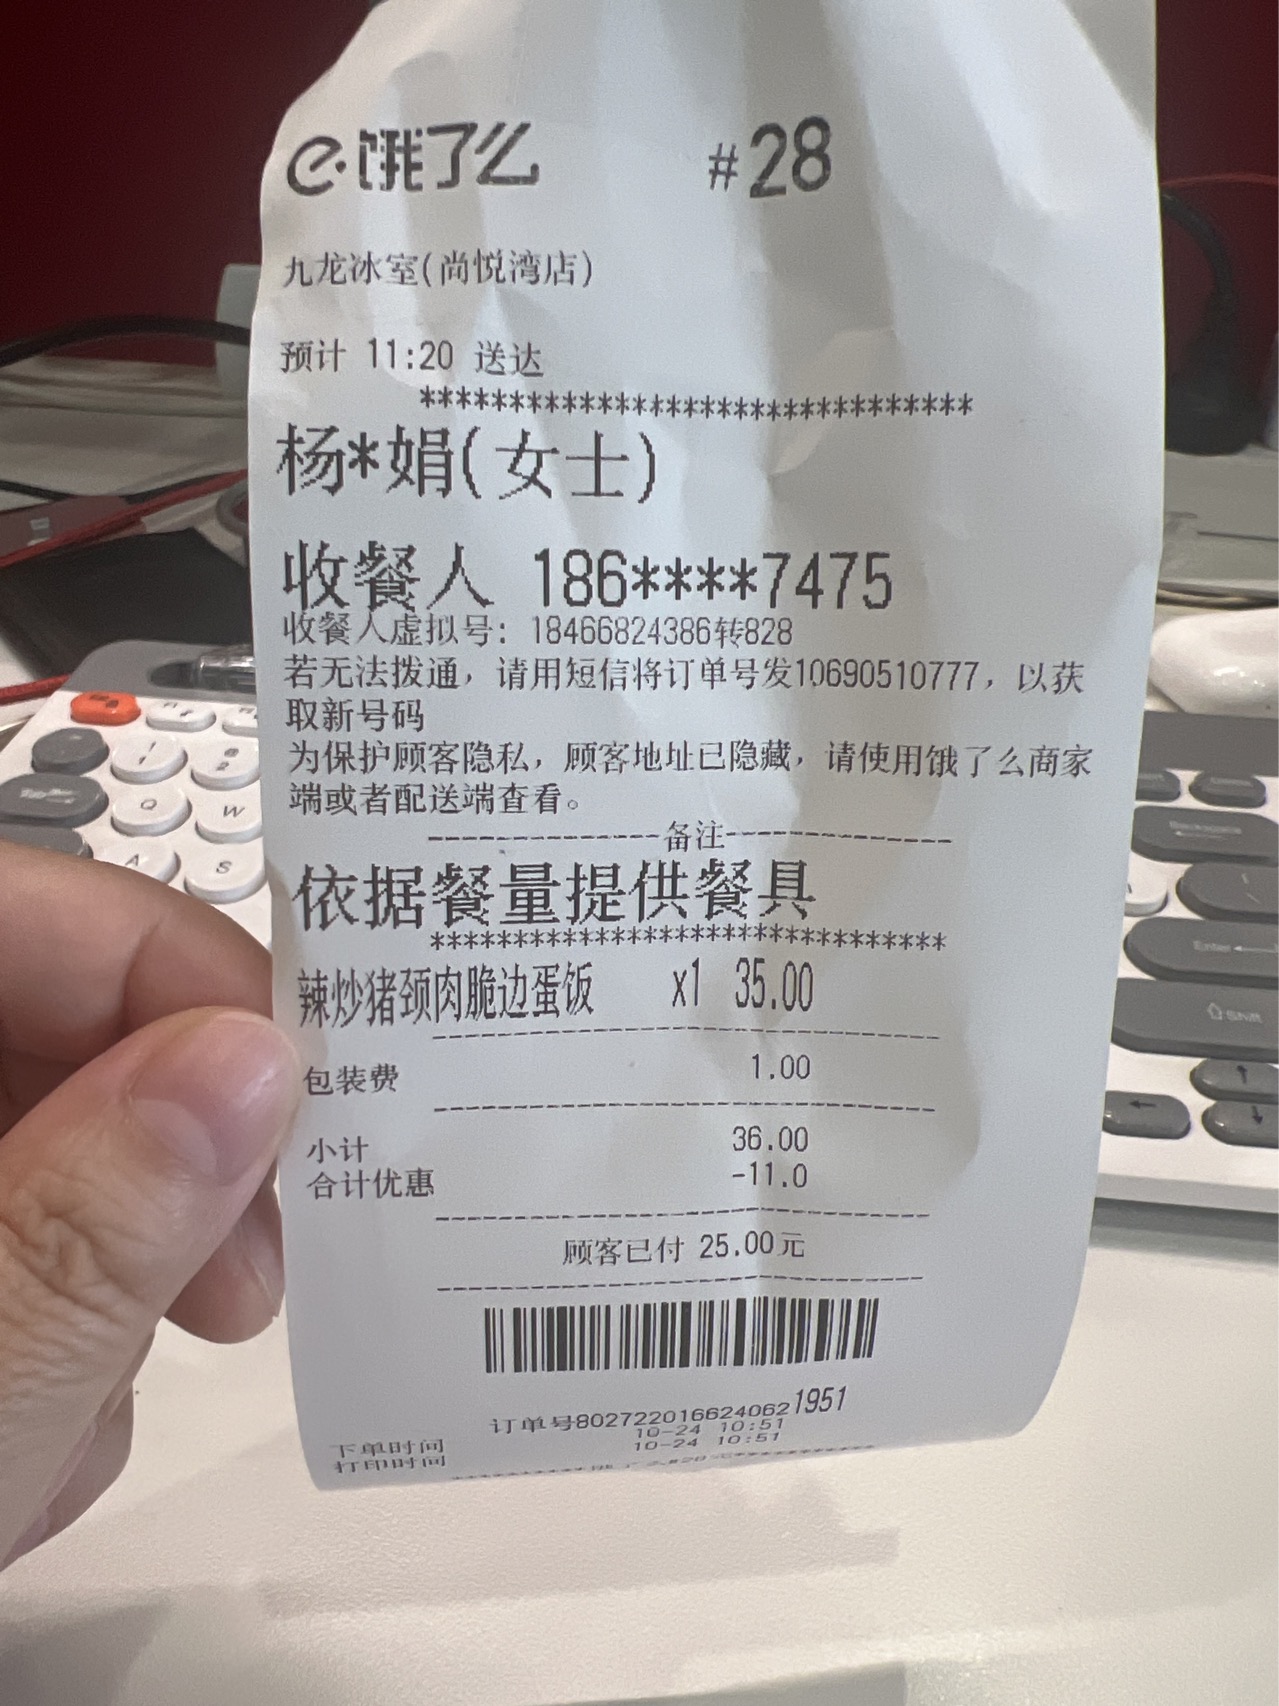 饿了么 #28
九龙冰室(尚悦湾店)
预计 11:20 送达
********************************
杨*娟(女士)
收餐人 186****7475
收餐人虚拟号: 18466824386转828
若无法拨通，请用短信将订单号发10690510777，以获
取新号码
为保护顾客隐私，顾客地址已隐藏，请使用饿了么商家
端或者配送端查看。
----------------备注----------------
依据餐量提供餐具
********************************
辣炒猪颈肉脆边蛋饭 x1 35.00
包装费 1.00
小计 36.00
合计优惠 -11.0
顾客已付 25.00元
订单号8027220166240621951
下单时间 10-24 10:51
打印时间 10-24 10:51
Q
W
A
S
Enter